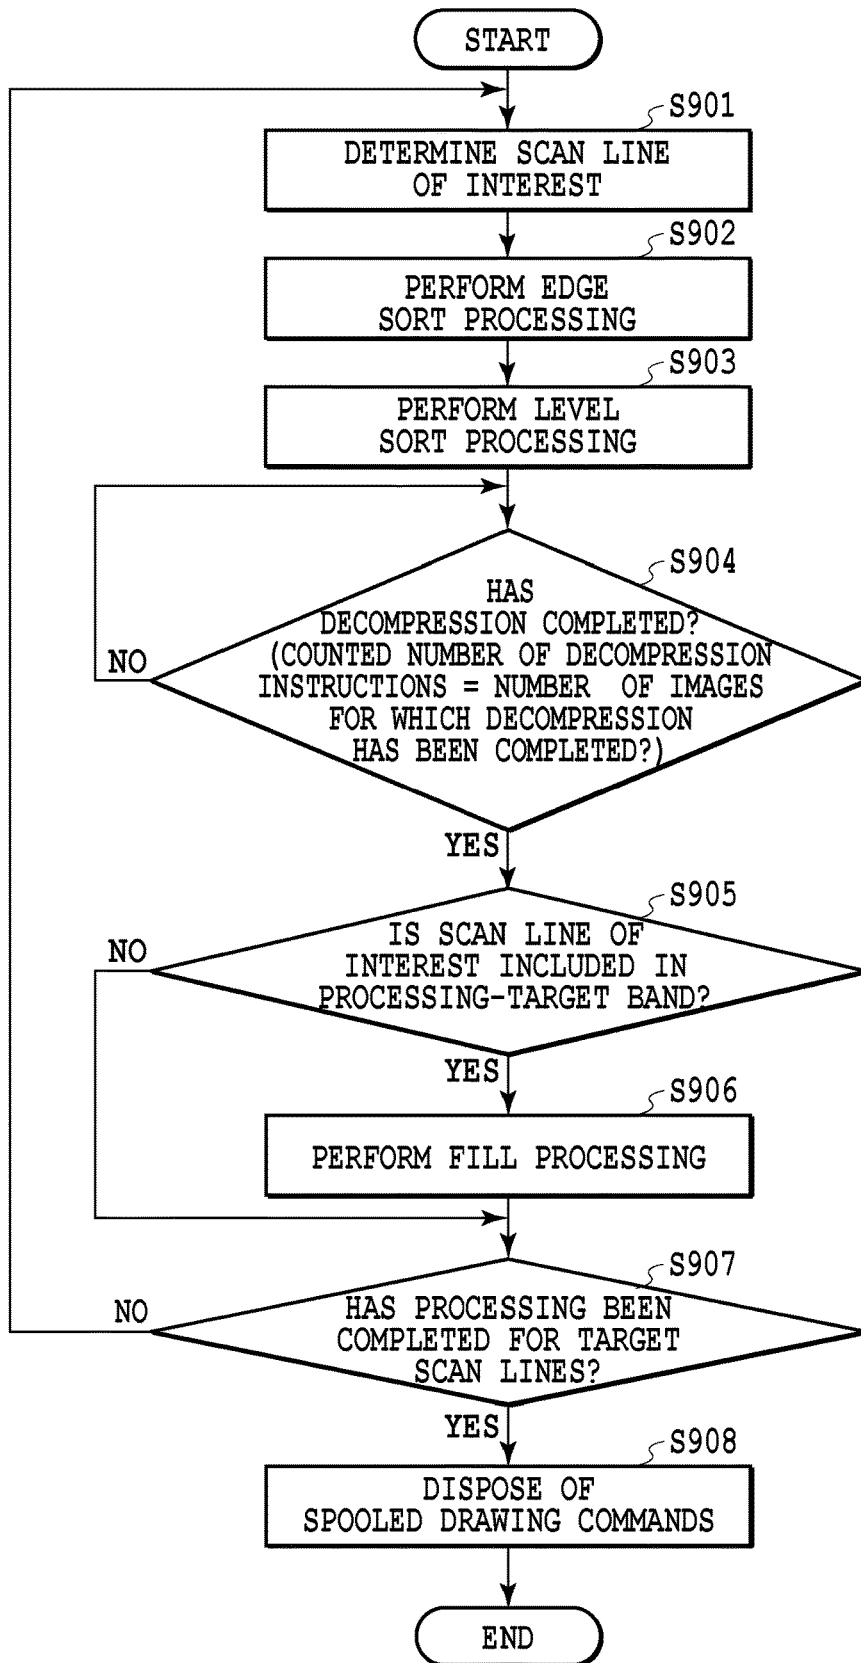 START
S901
DETERMINE SCAN LINE
OF INTEREST
S902
PERFORM EDGE
SORT PROCESSING
S903
PERFORM LEVEL
SORT PROCESSING
S904
HAS
DECOMPRESSION COMPLETED?
(COUNTED NUMBER OF DECOMPRESSION
INSTRUCTIONS = NUMBER OF IMAGES
FOR WHICH DECOMPRESSION
HAS BEEN COMPLETED?)
NO
YES
S905
IS SCAN LINE OF
INTEREST INCLUDED IN
PROCESSING-TARGET BAND?
NO
YES
S906
PERFORM FILL PROCESSING
S907
HAS PROCESSING BEEN
COMPLETED FOR TARGET
SCAN LINES?
NO
YES
S908
DISPOSE OF
SPOOLED DRAWING COMMANDS
END